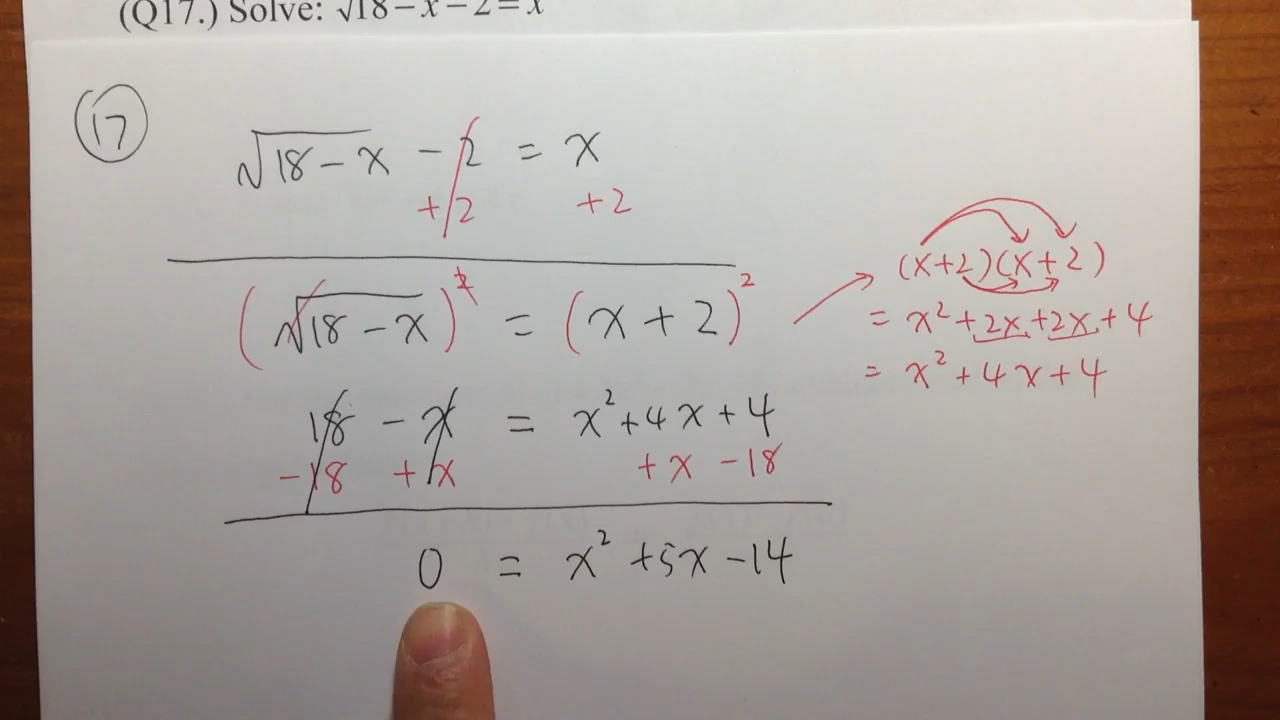 (Q17.) Solve: √18 − x − 2 = x
17
√18 − x − 2 = x
+2 +2
(√18 − x)² = (x + 2)²
(x+2)(x+2)
= x² + 2x + 2x + 4
= x² + 4x + 4
18 − x = x² + 4x + 4
−18 + x + x − 18
0 = x² + 5x − 14